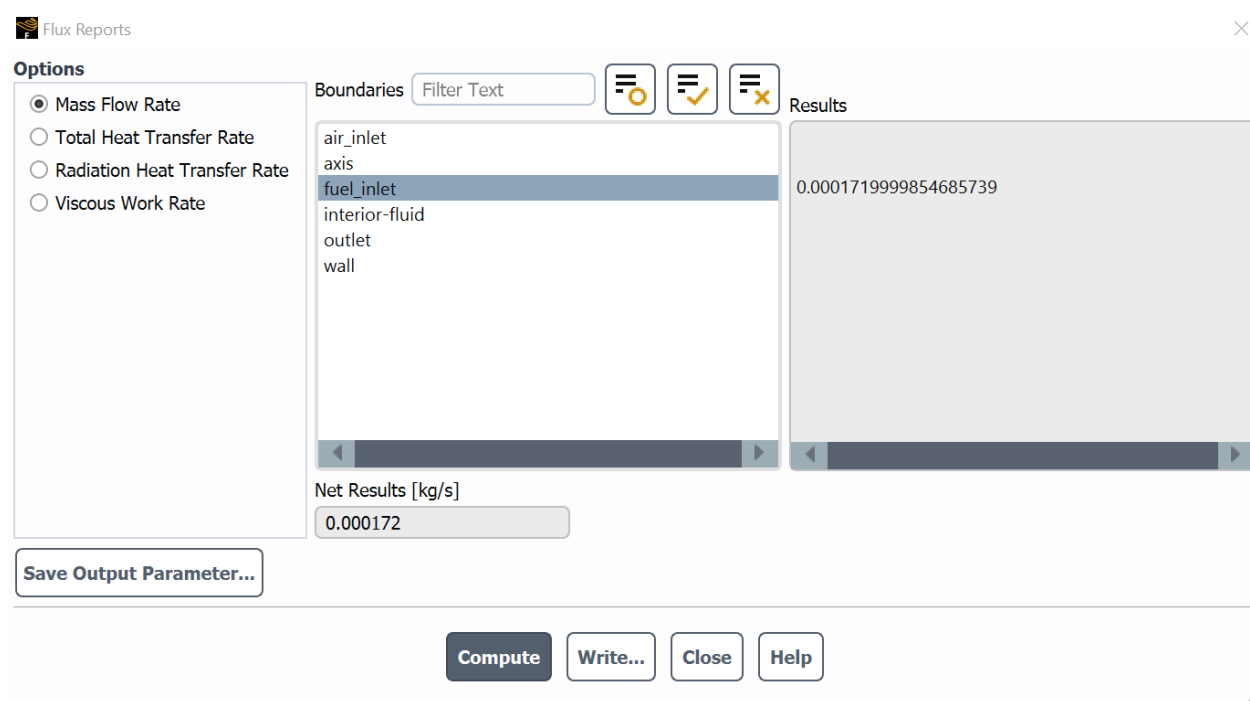 Flux Reports
Options
Mass Flow Rate
Total Heat Transfer Rate
Radiation Heat Transfer Rate
Viscous Work Rate
Boundaries Filter Text
air_inlet
axis
fuel_inlet
interior-fluid
outlet
wall
Results
0.0001719999854685739
Net Results [kg/s]
0.000172
Save Output Parameter...
Compute Write... Close Help